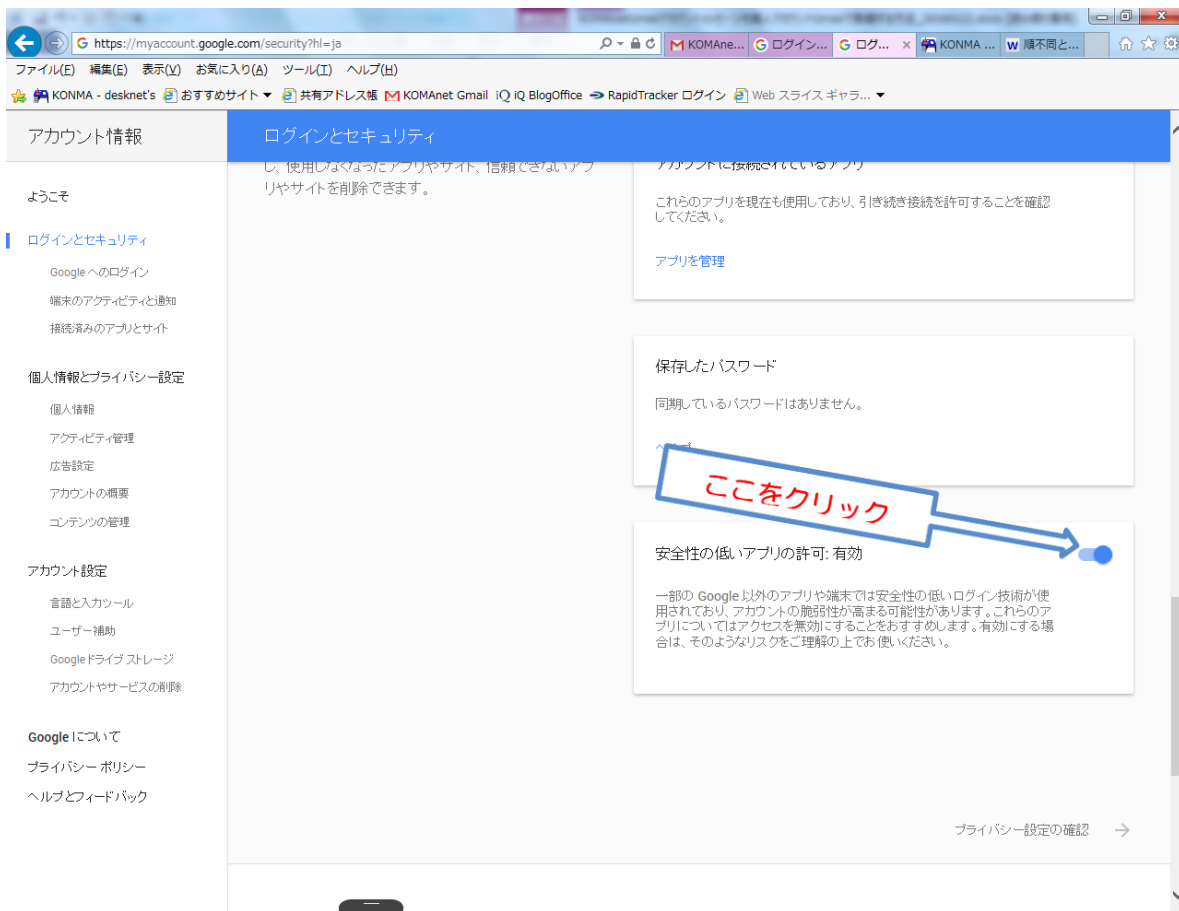 https://myaccount.google.com/security?hl=ja
KOMAne...
ログイン...
ログ...
KONMA ...
順不同と...
ファイル(F) 編集(E) 表示(V) お気に入り(A) ツール(T) ヘルプ(H)
KONMA - desknet's おすすめサイト 共有アドレス帳 KOMAnet Gmail iQ iQ BlogOffice RapidTracker ログイン Web スライス ギャラ...
アカウント情報
ログインとセキュリティ
ようこそ
ログインとセキュリティ
Google へのログイン
端末のアクティビティと通知
接続済みのアプリとサイト
個人情報とプライバシー設定
個人情報
アクティビティ管理
広告設定
アカウントの概要
コンテンツの管理
アカウント設定
言語と入力ツール
ユーザー補助
Google ドライブ ストレージ
アカウントやサービスの削除
Google について
プライバシー ポリシー
ヘルプとフィードバック
し、使用しなくなったアプリやサイト、信頼できないアプ
リやサイトを削除できます。
アカウントに接続されているアプリ
これらのアプリを現在も使用しており、引き続き接続を許可することを確認
してください。
アプリを管理
保存したパスワード
同期しているパスワードはありません。
ヘルプ
ここをクリック
安全性の低いアプリの許可: 有効
一部の Google 以外のアプリや端末では安全性の低いログイン技術が使
用されており、アカウントの脆弱性が高まる可能性があります。これらのア
プリについてはアクセスを無効にすることをおすすめします。有効にする場
合は、そのようなリスクをご理解の上でお使いください。
プライバシー設定の確認